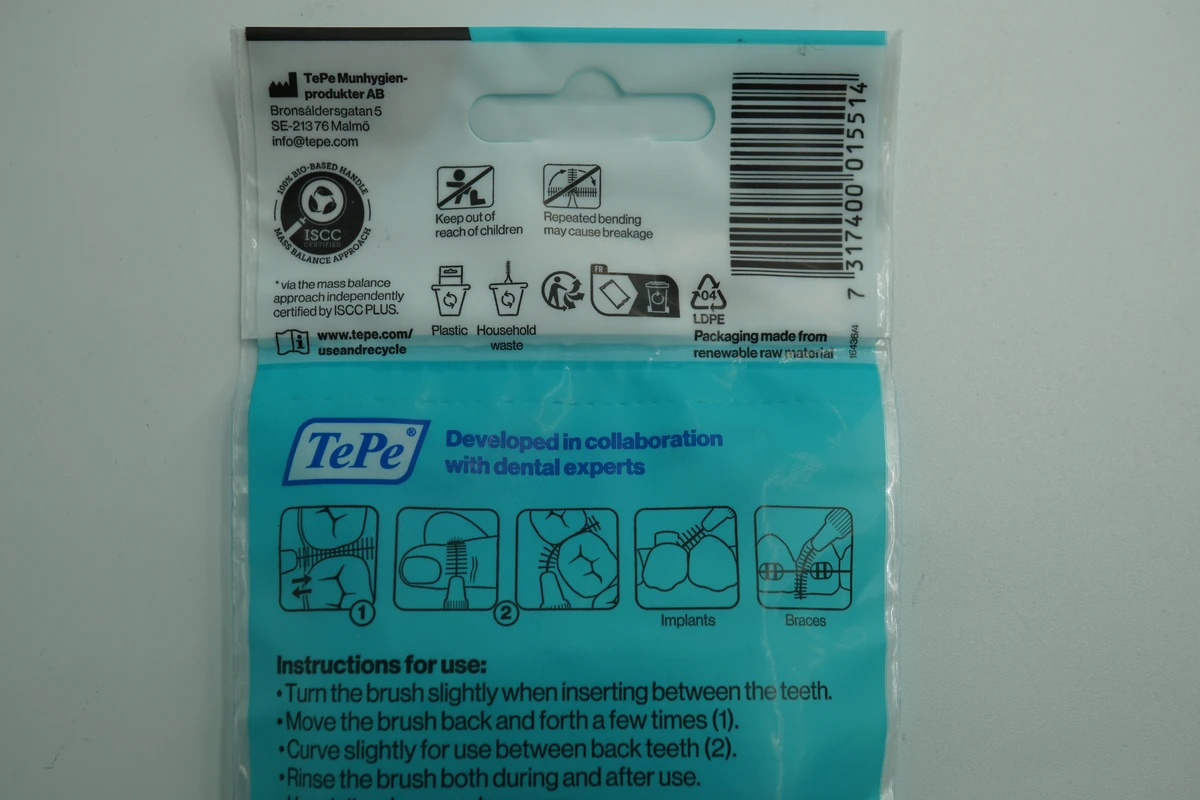 TePe Munhygien-
produkter AB
Bronsåldersgatan 5
SE-213 76 Malmö
info@tepe.com
100% BIO-BASED HANDLE
ISCC
CERTIFIED
MASS BALANCE APPROACH
* via the mass balance
approach independently
certified by ISCC PLUS.
www.tepe.com/
useandrecycle
Keep out of
reach of children
Repeated bending
may cause breakage
Plastic
Household
waste
FR
04
LDPE
Packaging made from
renewable raw material
16436/4
7 317400 015514
TePe®
Developed in collaboration
with dental experts
1
2
Implants
Braces
Instructions for use:
•Turn the brush slightly when inserting between the teeth.
•Move the brush back and forth a few times (1).
•Curve slightly for use between back teeth (2).
•Rinse the brush both during and after use.